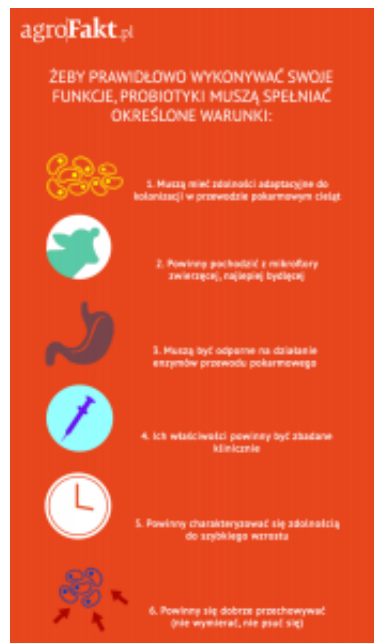 agroFakt.pl
ŻEBY PRAWIDŁOWO WYKONYWAĆ SWOJE
FUNKCJE, PROBIOTYKI MUSZĄ SPEŁNIAĆ
OKREŚLONE WARUNKI:
1. Muszą mieć zdolności adaptacyjne do
kolonizacji w przewodzie pokarmowym cieląt
2. Powinny pochodzić z mikroflory
zwierzęcej, najlepiej bydlęcej
3. Muszą być odporne na działanie
enzymów przewodu pokarmowego
4. Ich właściwości powinny być zbadane
klinicznie
5. Powinny charakteryzować się zdolnością
do szybkiego wzrostu
6. Powinny się dobrze przechowywać
(nie wymierać, nie psuć się)